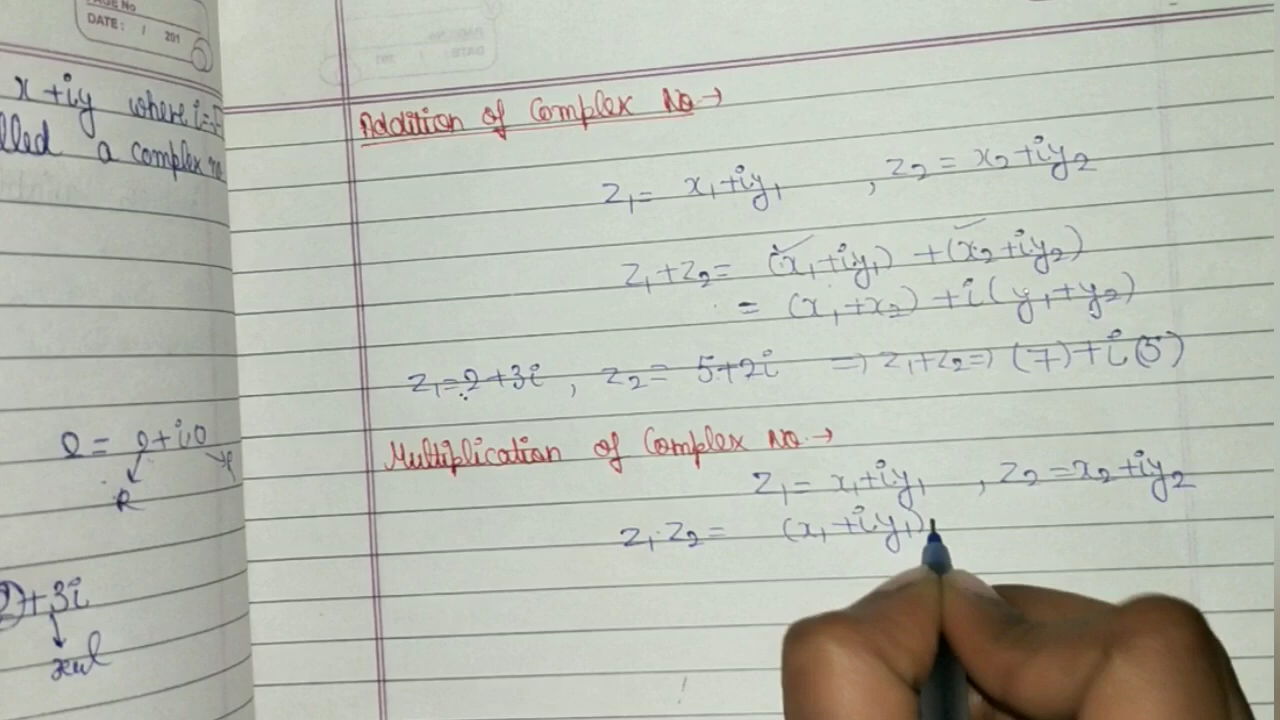 DATE: / 201
x+iy where i=
a complex
2 = 2+i0
R
+3i
Addition of Complex No →
z₁= x₁+iy₁ , z₂ = x₂+iy₂
z₁+z₂= (x₁+iy₁) +(x₂+iy₂)
= (x₁+x₂) +i(y₁+y₂)
z₁=2+3i , z₂= 5+2i ⇒ z₁+z₂⇒ (7)+i(5)
Multiplication of Complex No.→
z₁= x₁+iy₁ , z₂=x₂+iy₂
z₁.z₂= (x₁+iy₁)